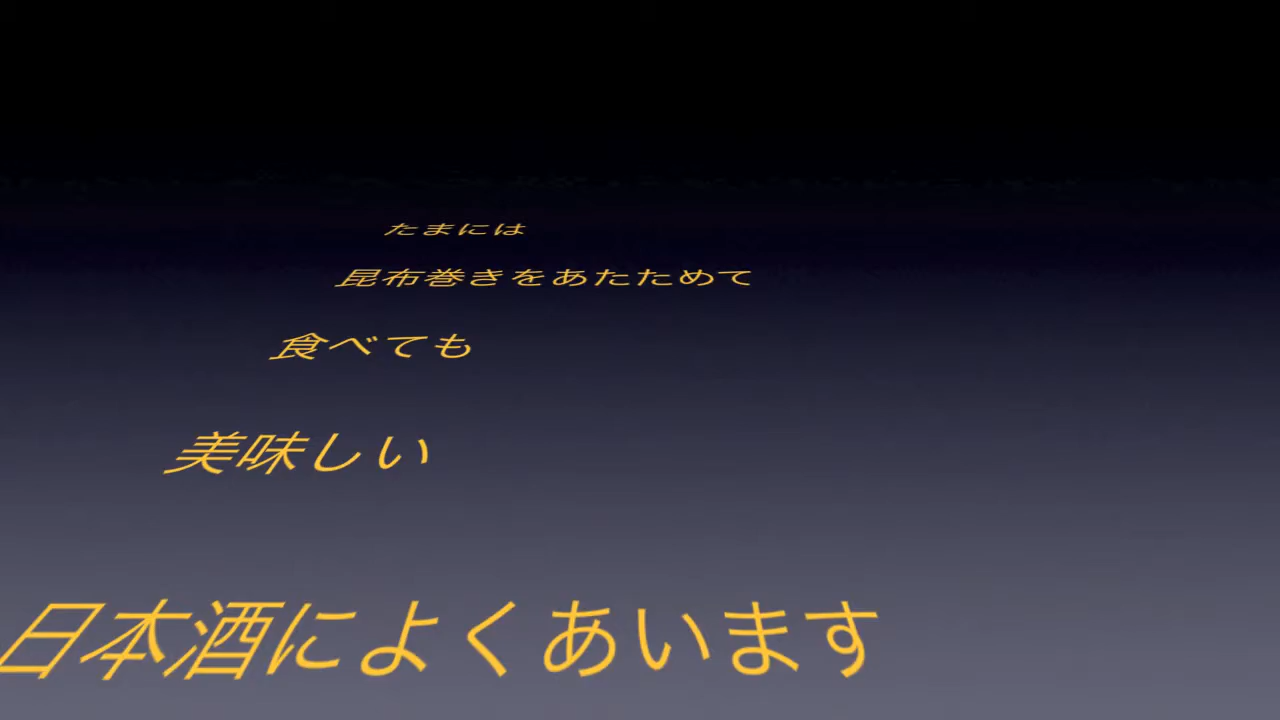 たまには
昆布巻きをあたためて
食べても
美味しい
日本酒によくあいます